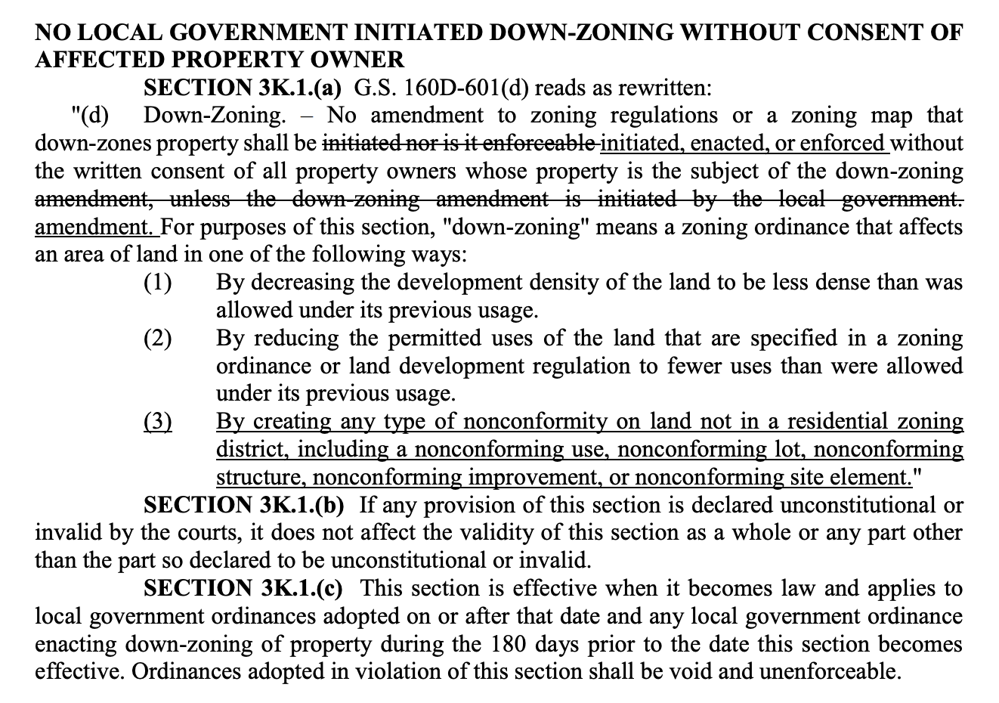 NO LOCAL GOVERNMENT INITIATED DOWN-ZONING WITHOUT CONSENT OF
AFFECTED PROPERTY OWNER
SECTION 3K.1.(a) G.S. 160D-601(d) reads as rewritten:
"(d) Down-Zoning. – No amendment to zoning regulations or a zoning map that
down-zones property shall be initiated nor is it enforceable initiated, enacted, or enforced without
the written consent of all property owners whose property is the subject of the down-zoning
amendment, unless the down-zoning amendment is initiated by the local government.
amendment. For purposes of this section, "down-zoning" means a zoning ordinance that affects
an area of land in one of the following ways:
(1) By decreasing the development density of the land to be less dense than was
allowed under its previous usage.
(2) By reducing the permitted uses of the land that are specified in a zoning
ordinance or land development regulation to fewer uses than were allowed
under its previous usage.
(3) By creating any type of nonconformity on land not in a residential zoning
district, including a nonconforming use, nonconforming lot, nonconforming
structure, nonconforming improvement, or nonconforming site element."
SECTION 3K.1.(b) If any provision of this section is declared unconstitutional or
invalid by the courts, it does not affect the validity of this section as a whole or any part other
than the part so declared to be unconstitutional or invalid.
SECTION 3K.1.(c) This section is effective when it becomes law and applies to
local government ordinances adopted on or after that date and any local government ordinance
enacting down-zoning of property during the 180 days prior to the date this section becomes
effective. Ordinances adopted in violation of this section shall be void and unenforceable.